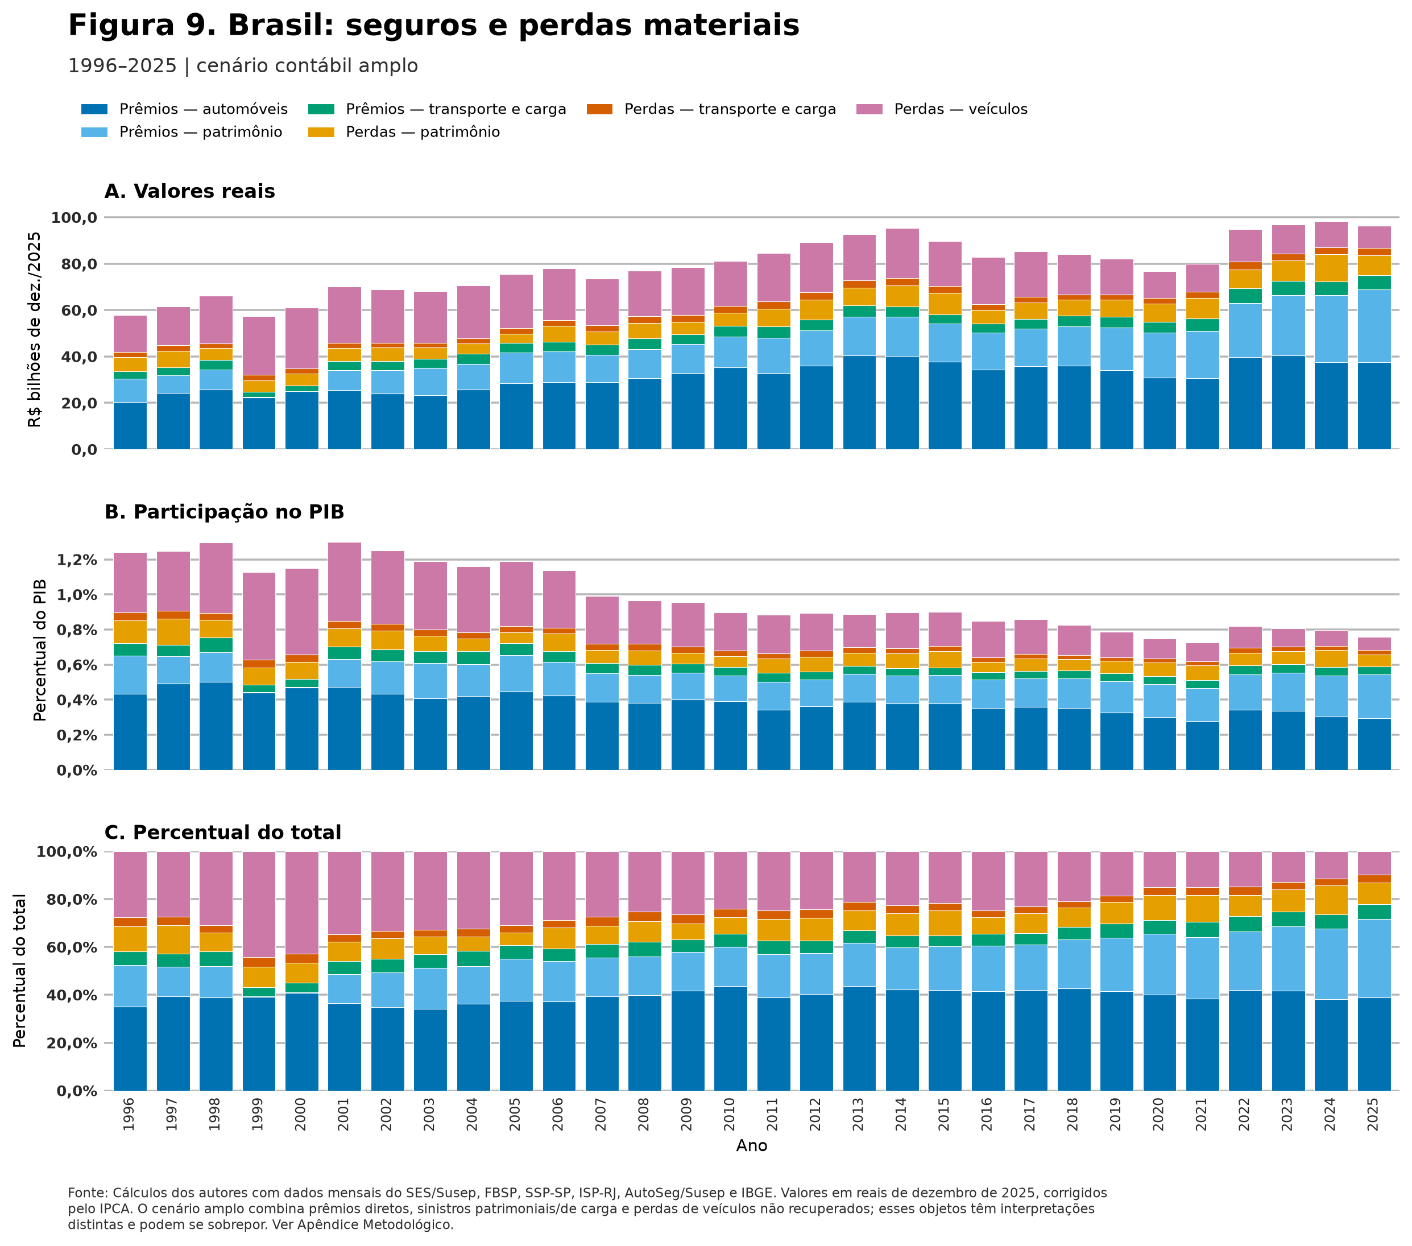 Figura 9. Brasil: seguros e perdas materiais
1996–2025 | cenário contábil amplo
Prêmios — automóveis
Prêmios — transporte e carga
Perdas — transporte e carga
Perdas — veículos
Prêmios — patrimônio
Perdas — patrimônio
A. Valores reais
R$ bilhões de dez./2025
100,0
80,0
60,0
40,0
20,0
0,0
B. Participação no PIB
Percentual do PIB
1,2%
1,0%
0,8%
0,6%
0,4%
0,2%
0,0%
C. Percentual do total
Percentual do total
100,0%
80,0%
60,0%
40,0%
20,0%
0,0%
1996 1997 1998 1999 2000 2001 2002 2003 2004 2005 2006 2007 2008 2009 2010 2011 2012 2013 2014 2015 2016 2017 2018 2019 2020 2021 2022 2023 2024 2025
Ano
Fonte: Cálculos dos autores com dados mensais do SES/Susep, FBSP, SSP-SP, ISP-RJ, AutoSeg/Susep e IBGE. Valores em reais de dezembro de 2025, corrigidos
pelo IPCA. O cenário amplo combina prêmios diretos, sinistros patrimoniais/de carga e perdas de veículos não recuperados; esses objetos têm interpretações
distintas e podem se sobrepor. Ver Apêndice Metodológico.